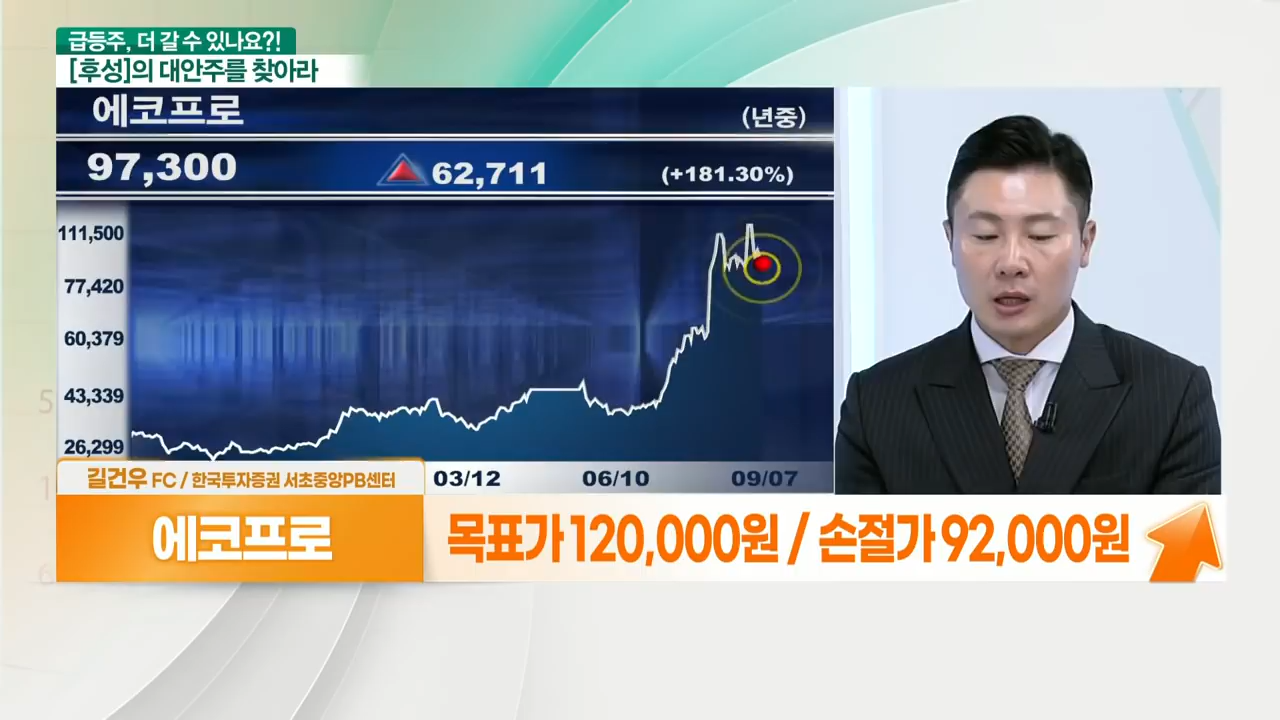 급등주, 더 갈 수 있나요?!
[후성]의 대안주를 찾아라
에코프로
(년중)
97,300 ▲ 62,711 (+181.30%)
111,500
77,420
60,379
43,339
26,299
03/12 06/10 09/07
길건우 FC / 한국투자증권 서초중앙PB센터
에코프로
목표가 120,000원 / 손절가 92,000원